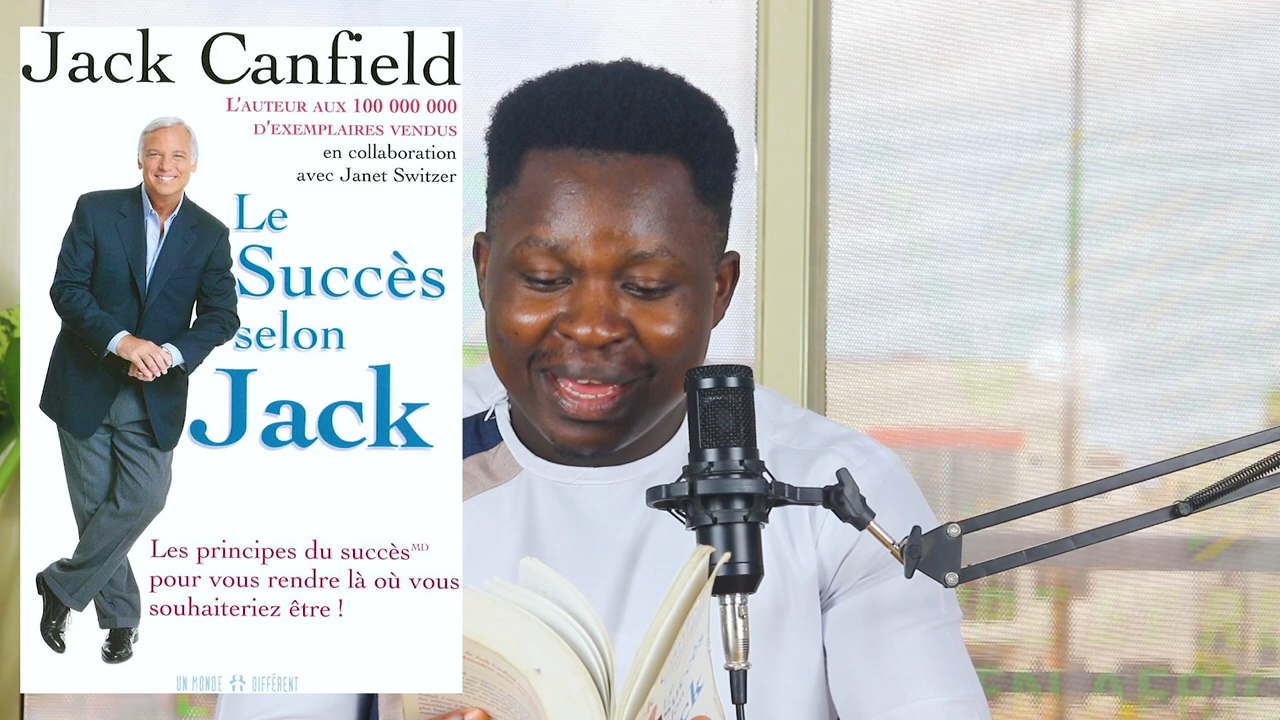 Jack Canfield
L'AUTEUR AUX 100 000 000
D'EXEMPLAIRES VENDUS
en collaboration
avec Janet Switzer
Le
Succès
selon
Jack
Les principes du succès MD
pour vous rendre là où vous
souhaiteriez être !
UN MONDE DIFFÉRENT